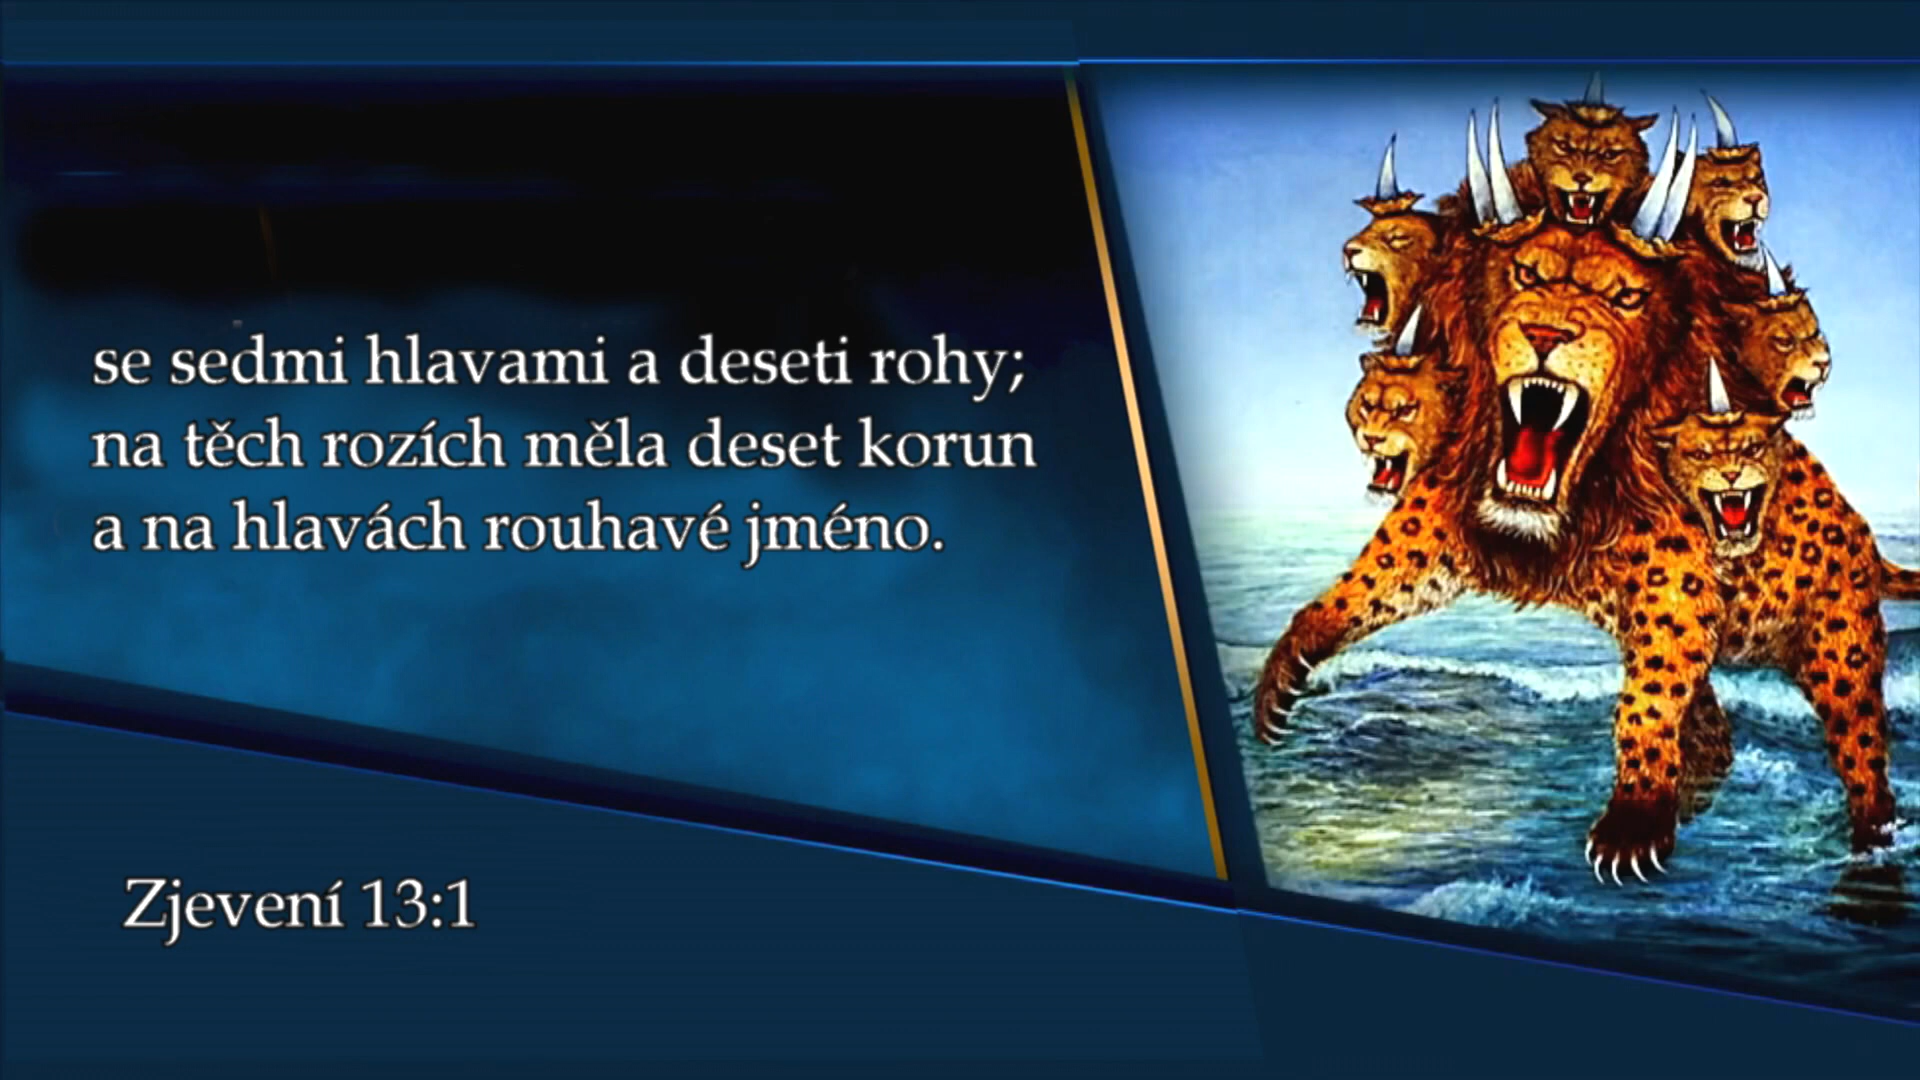 se sedmi hlavami a deseti rohy;
na těch rozích měla deset korun
a na hlavách rouhavé jméno.
Zjevení 13:1